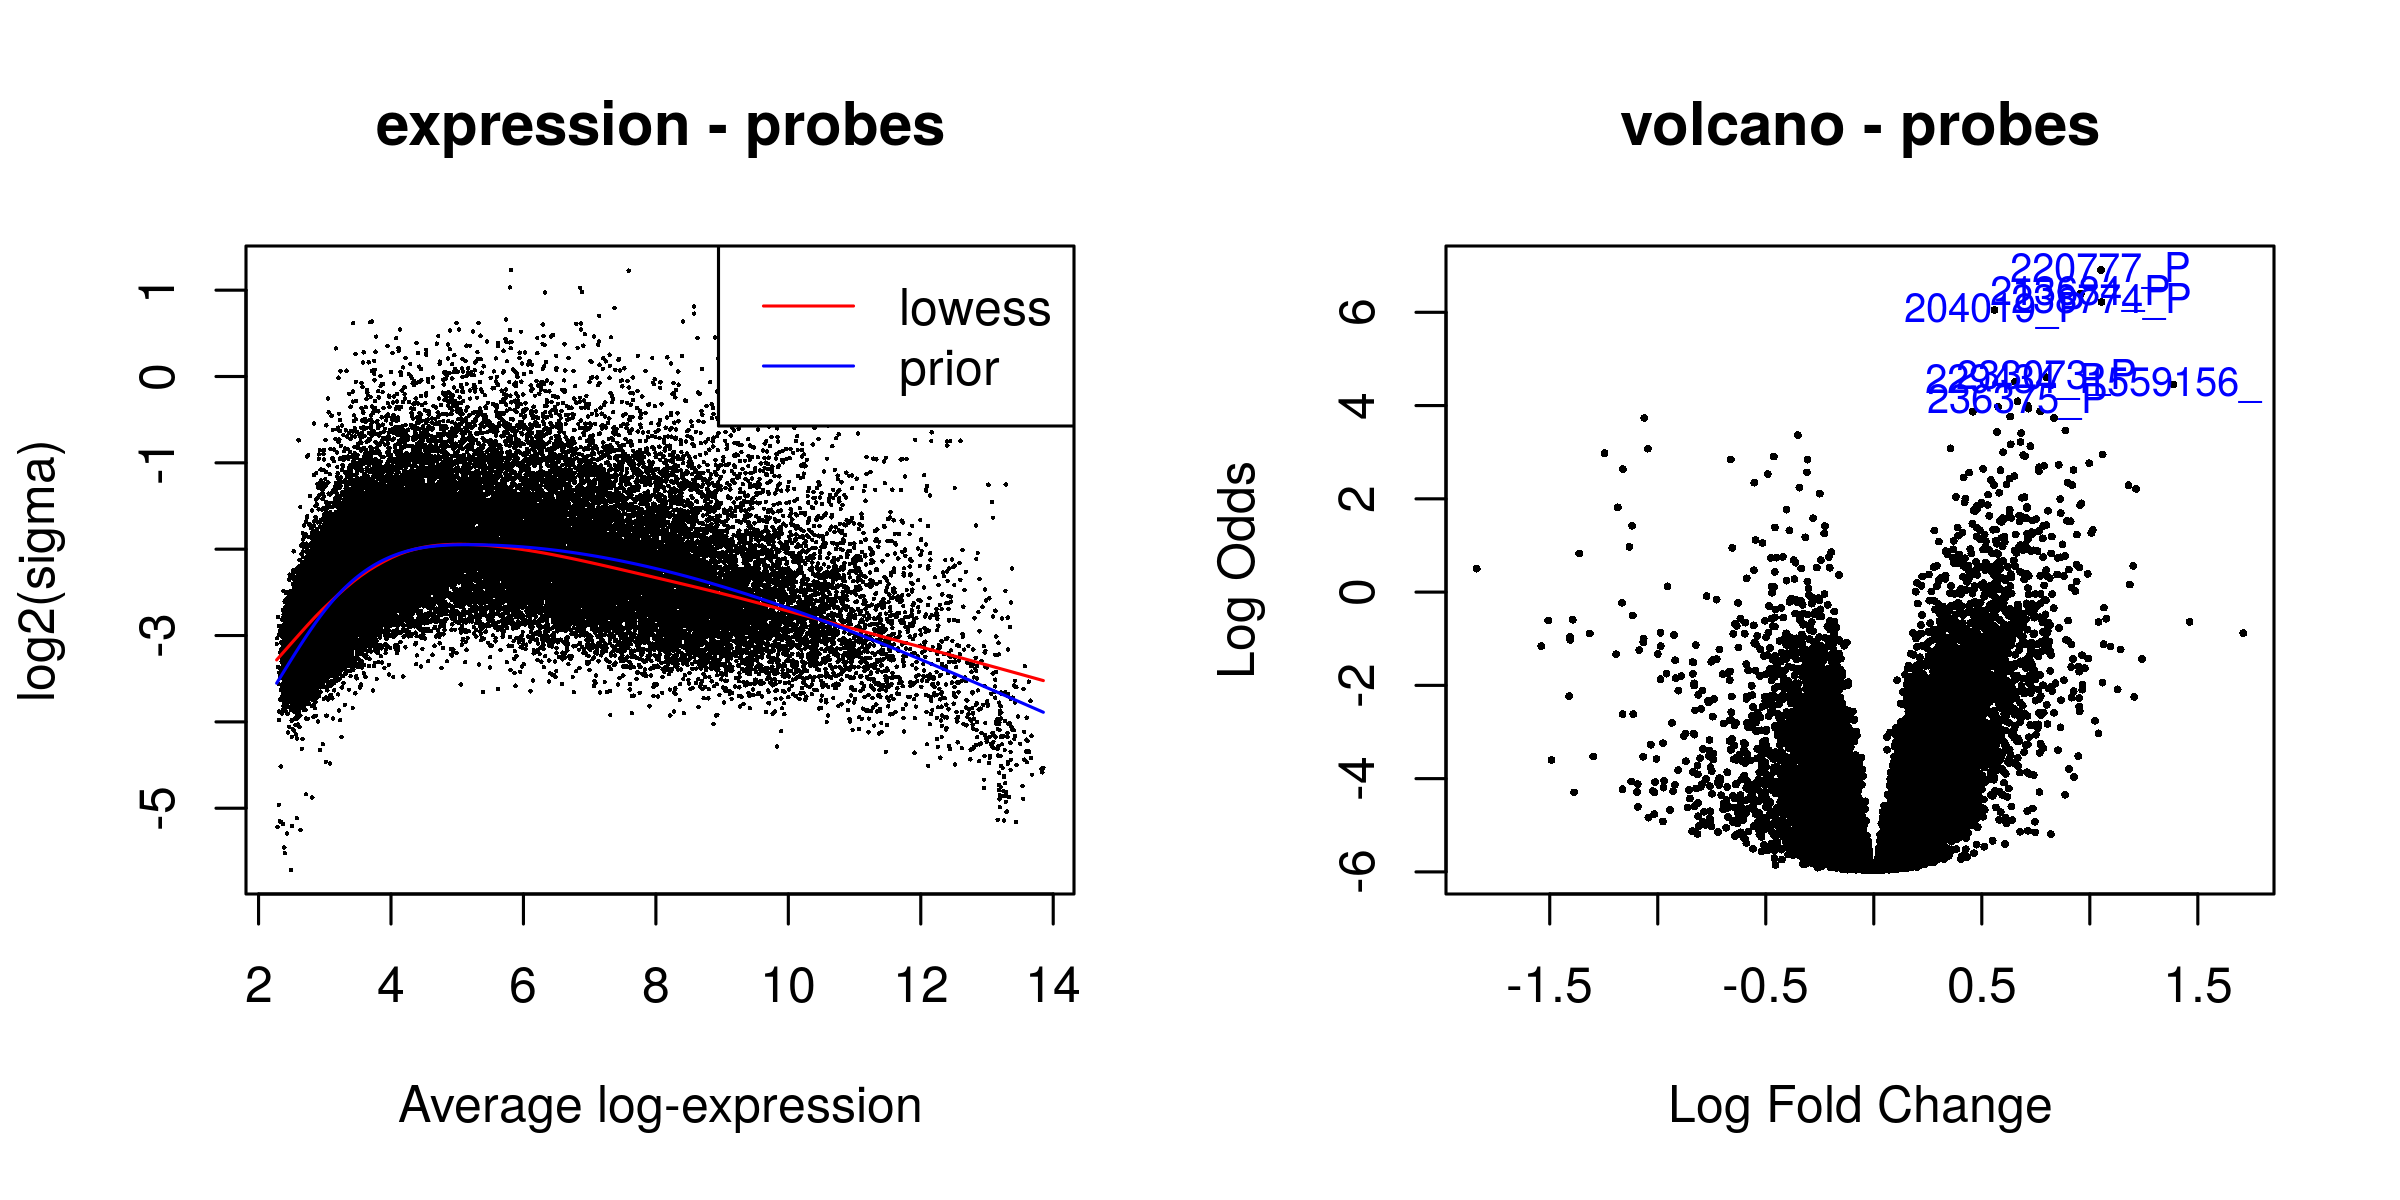 expression - probes
lowess
prior
1
0
-1
-3
-5
log2(sigma)
2 4 6 8 10 12 14
Average log-expression
volcano - probes
220777_P
204019_P
1559156_
236375_P
6
4
2
0
-2
-4
-6
Log Odds
-1.5 -0.5 0.5 1.5
Log Fold Change